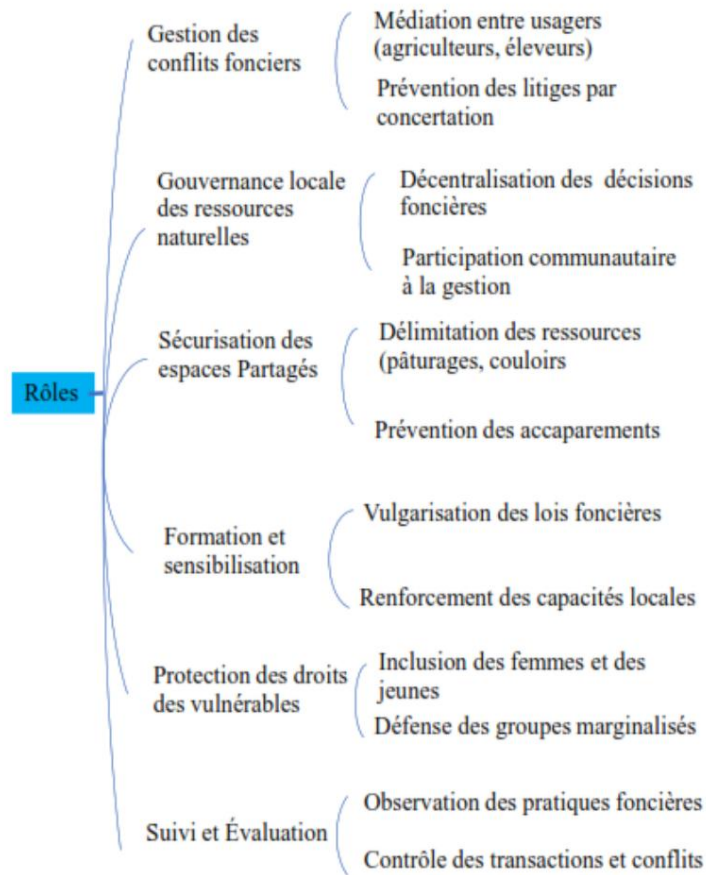 Rôles
Gestion des
conflits fonciers
Médiation entre usagers
(agriculteurs, éleveurs)
Prévention des litiges par
concertation
Gouvernance locale
des ressources
naturelles
Décentralisation des décisions
foncières
Participation communautaire
à la gestion
Sécurisation des
espaces Partagés
Délimitation des ressources
(pâturages, couloirs
Prévention des accaparements
Formation et
sensibilisation
Vulgarisation des lois foncières
Renforcement des capacités locales
Protection des droits
des vulnérables
Inclusion des femmes et des
jeunes
Défense des groupes marginalisés
Suivi et Évaluation
Observation des pratiques foncières
Contrôle des transactions et conflits